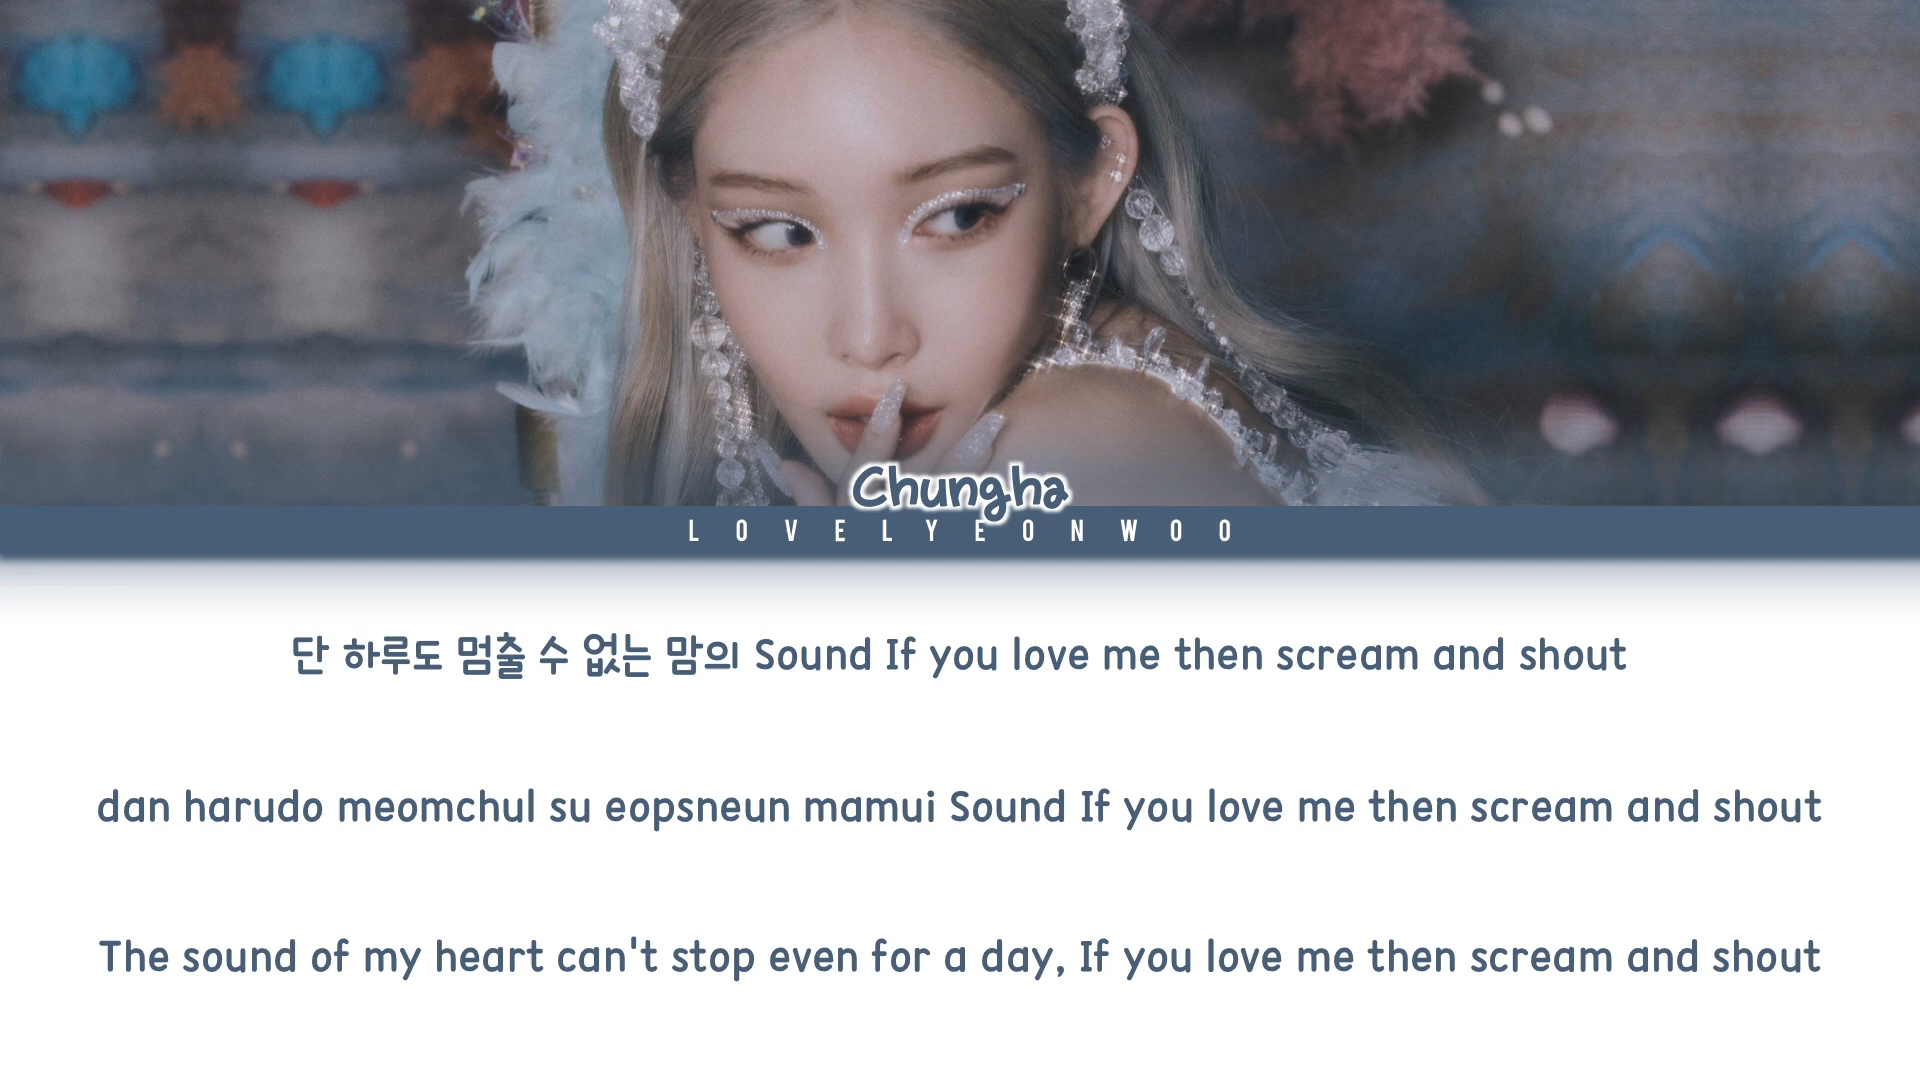 Chungha
LOVELYEONWOO
단 하루도 멈출 수 없는 맘의 Sound If you love me then scream and shout
dan harudo meomchul su eopsneun mamui Sound If you love me then scream and shout
The sound of my heart can't stop even for a day, If you love me then scream and shout